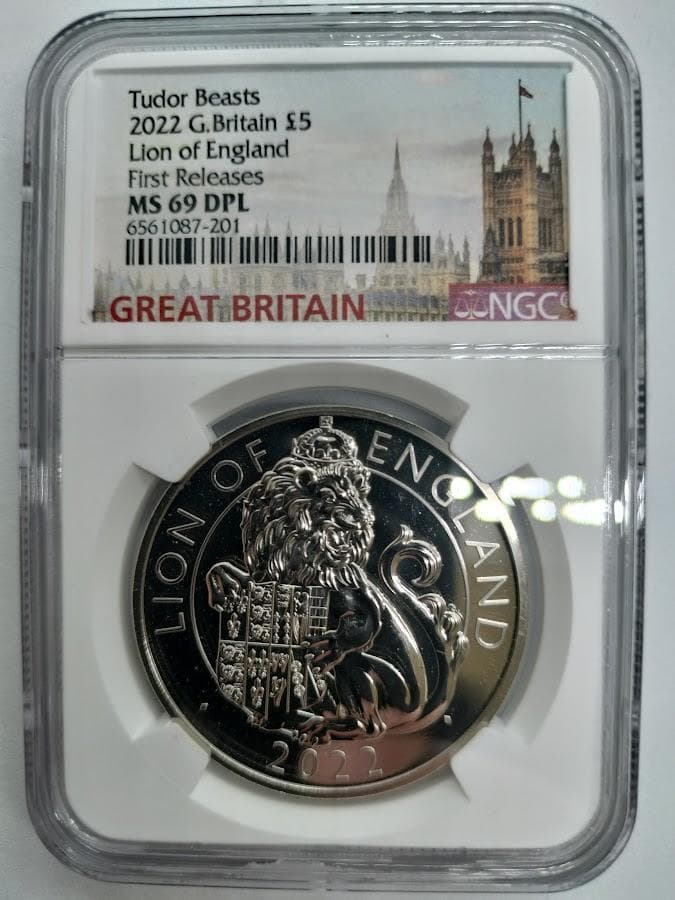 Tudor Beasts
2022 G.Britain £5
Lion of England
First Releases
MS 69 DPL
6561087-201
GREAT BRITAIN
NGC
LION OF ENGLAND
2022